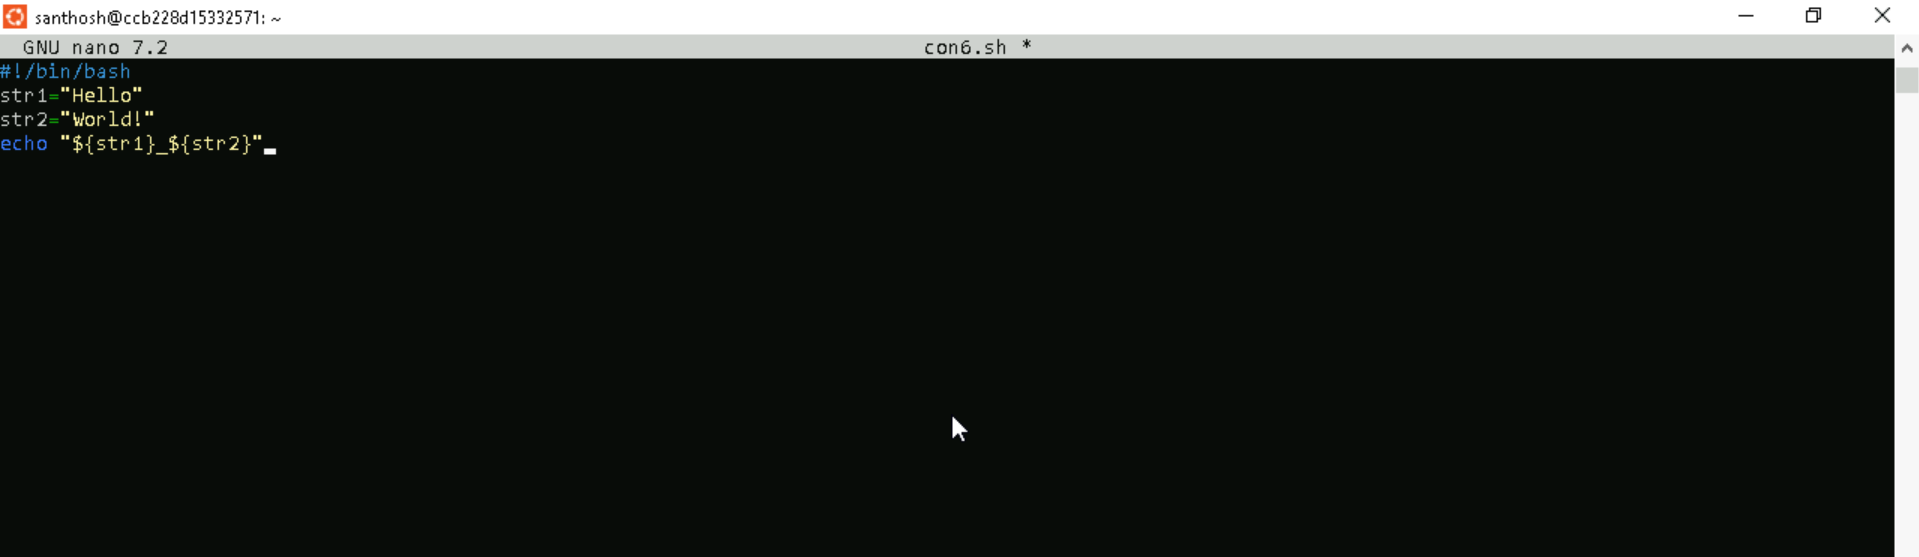 santhosh@ccb228d15332571: ~
GNU nano 7.2 con6.sh *
#!/bin/bash
str1="Hello"
str2="World!"
echo "${str1}_${str2}"